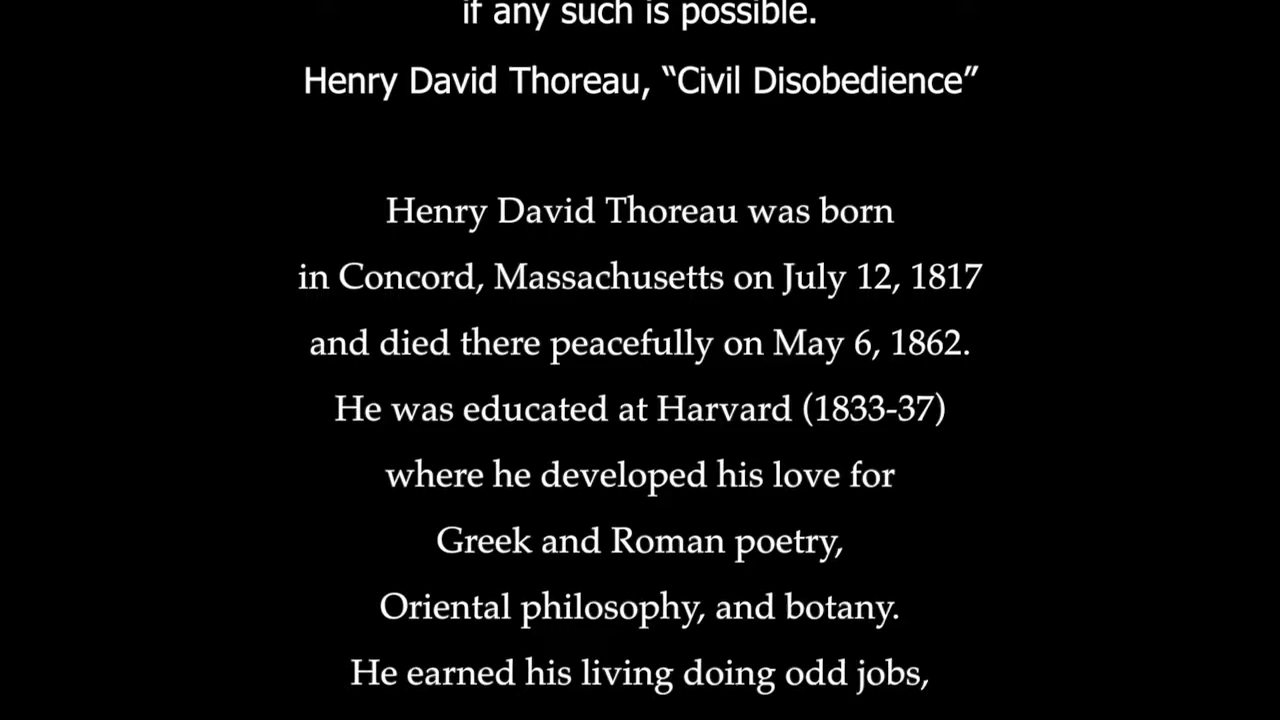 if any such is possible.
Henry David Thoreau, “Civil Disobedience”
Henry David Thoreau was born
in Concord, Massachusetts on July 12, 1817
and died there peacefully on May 6, 1862.
He was educated at Harvard (1833-37)
where he developed his love for
Greek and Roman poetry,
Oriental philosophy, and botany.
He earned his living doing odd jobs,